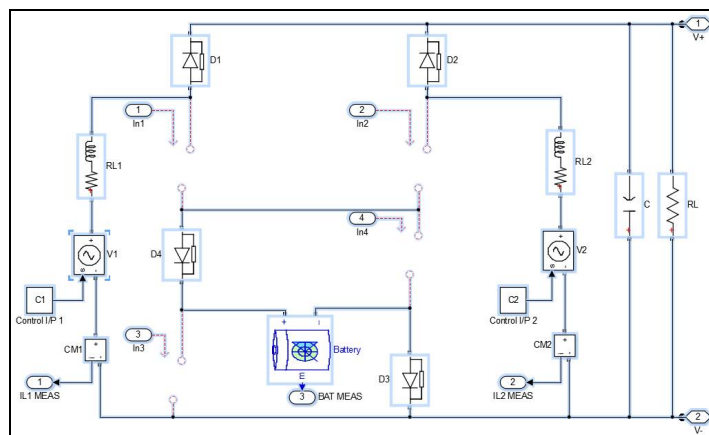 1
V+
D1
D2
1
In1
2
In2
RL1
RL2
C
RL
4
In4
D4
V1
s
V2
s
C1
Control I/P 1
C2
Control I/P 2
3
In3
Battery
CM1
CM2
E
D3
1
IL1 MEAS
3
BAT MEAS
2
IL2 MEAS
2
V-